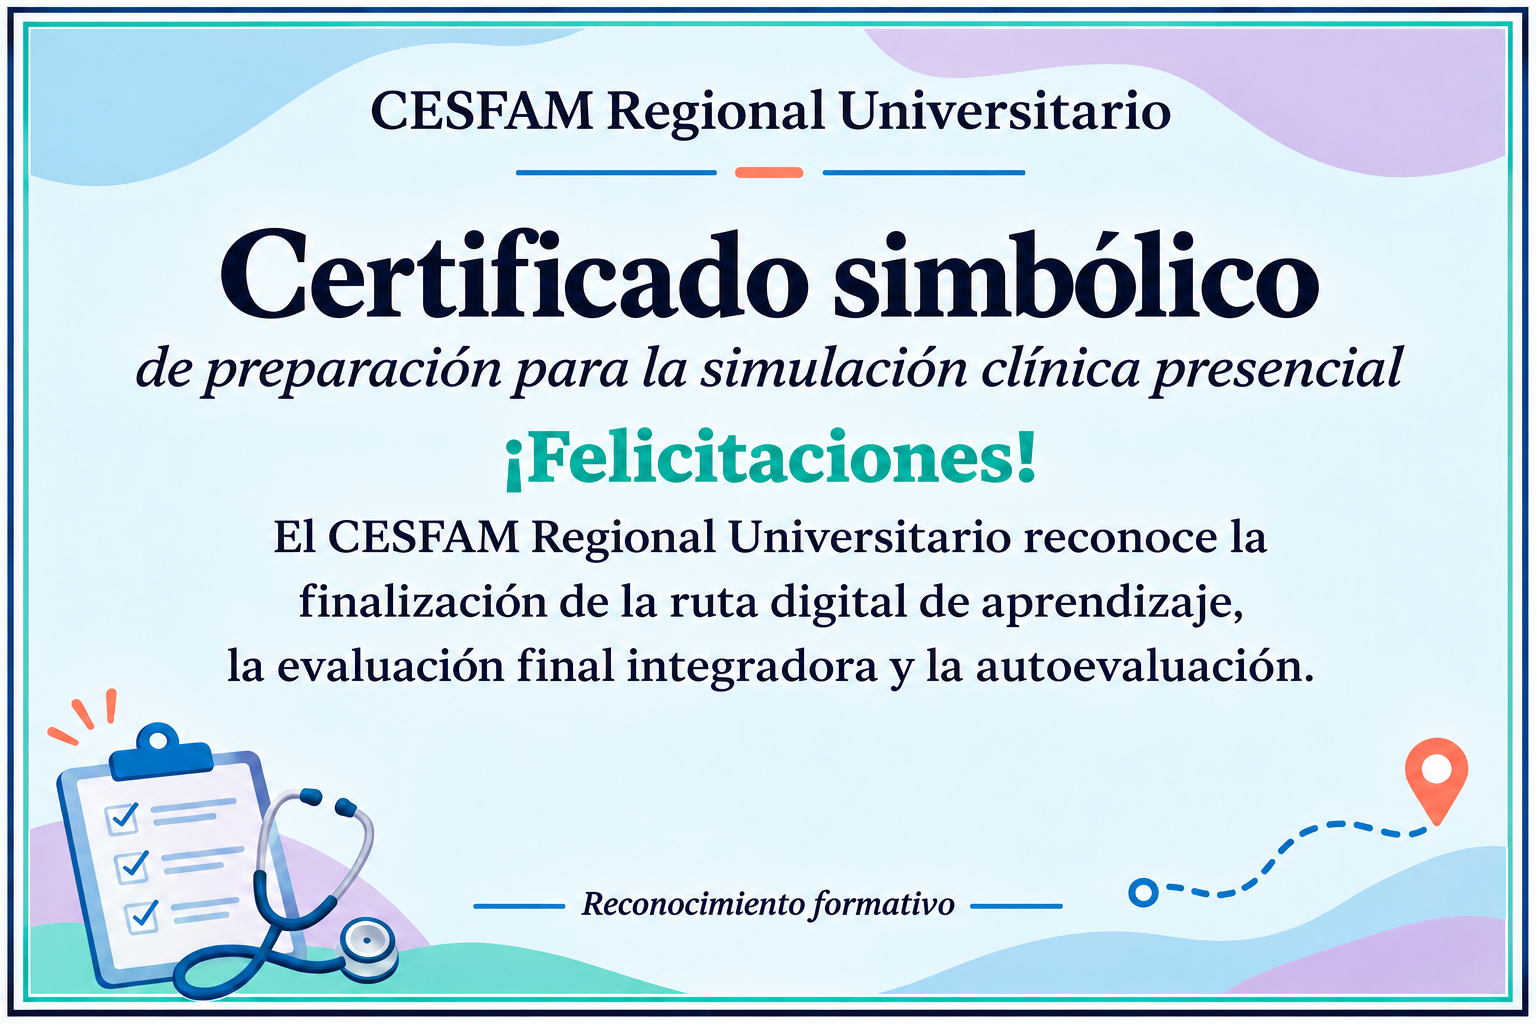 CESFAM Regional Universitario
Certificado simbólico
de preparación para la simulación clínica presencial
¡Felicitaciones!
El CESFAM Regional Universitario reconoce la
finalización de la ruta digital de aprendizaje,
la evaluación final integradora y la autoevaluación.
Reconocimiento formativo